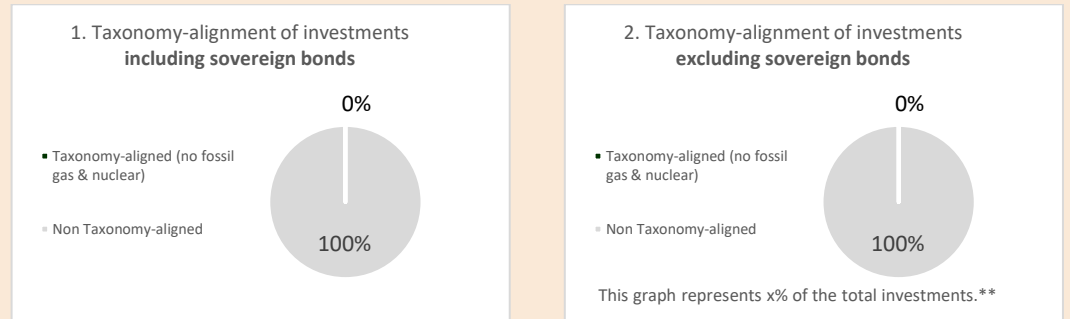 1. Taxonomy-alignment of investments
including sovereign bonds
0%
Taxonomy-aligned (no fossil
gas & nuclear)
Non Taxonomy-aligned
100%
2. Taxonomy-alignment of investments
excluding sovereign bonds
0%
Taxonomy-aligned (no fossil
gas & nuclear)
Non Taxonomy-aligned
100%
This graph represents x% of the total investments.**